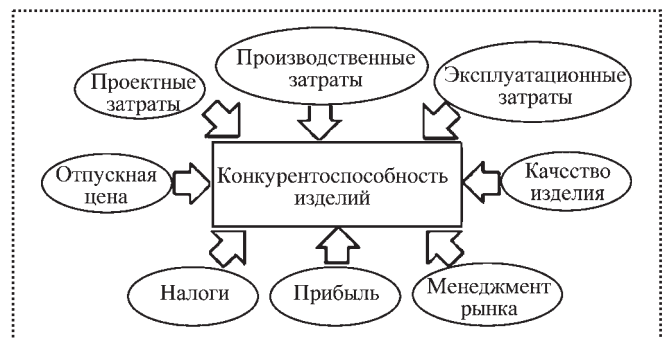 Проектные
затраты
Производственные
затраты
Эксплуатационные
затраты
Отпускная
цена
Конкурентоспособность
изделий
Качество
изделия
Налоги
Прибыль
Менеджмент
рынка